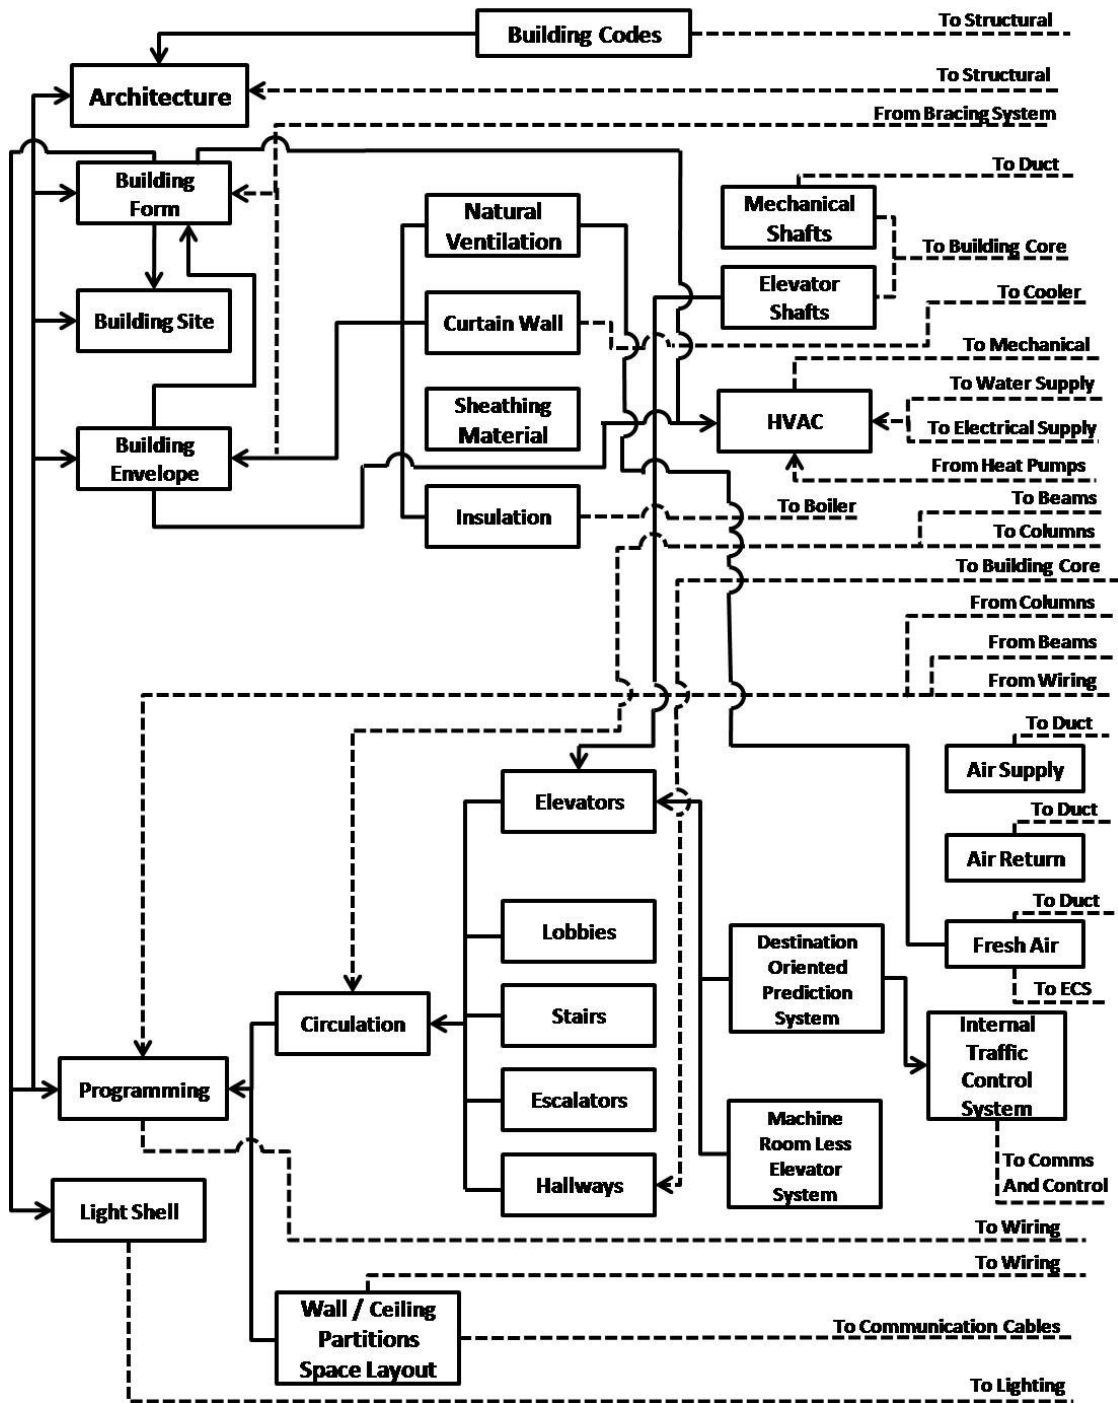 To Structural
Building Codes
To Structural
Architecture
From Bracing System
To Duct
Building
Form
Natural
Ventilation
Mechanical
Shafts
To Building Core
Elevator
Shafts
To Cooler
Building Site
Curtain Wall
To Mechanical
To Water Supply
Sheathing
Material
HVAC
To Electrical Supply
Building
Envelope
From Heat Pumps
To Beams
To Boiler
Insulation
To Columns
To Building Core
From Columns
From Beams
From Wiring
To Duct
Air Supply
Elevators
To Duct
Air Return
To Duct
Lobbies
Destination
Oriented
Prediction
System
Fresh Air
To ECS
Circulation
Stairs
Internal
Traffic
Control
System
Programming
Escalators
Machine
Room Less
Elevator
System
To Comms
And Control
Hallways
Light Shell
To Wiring
To Wiring
Wall / Ceiling
Partitions
Space Layout
To Communication Cables
To Lighting